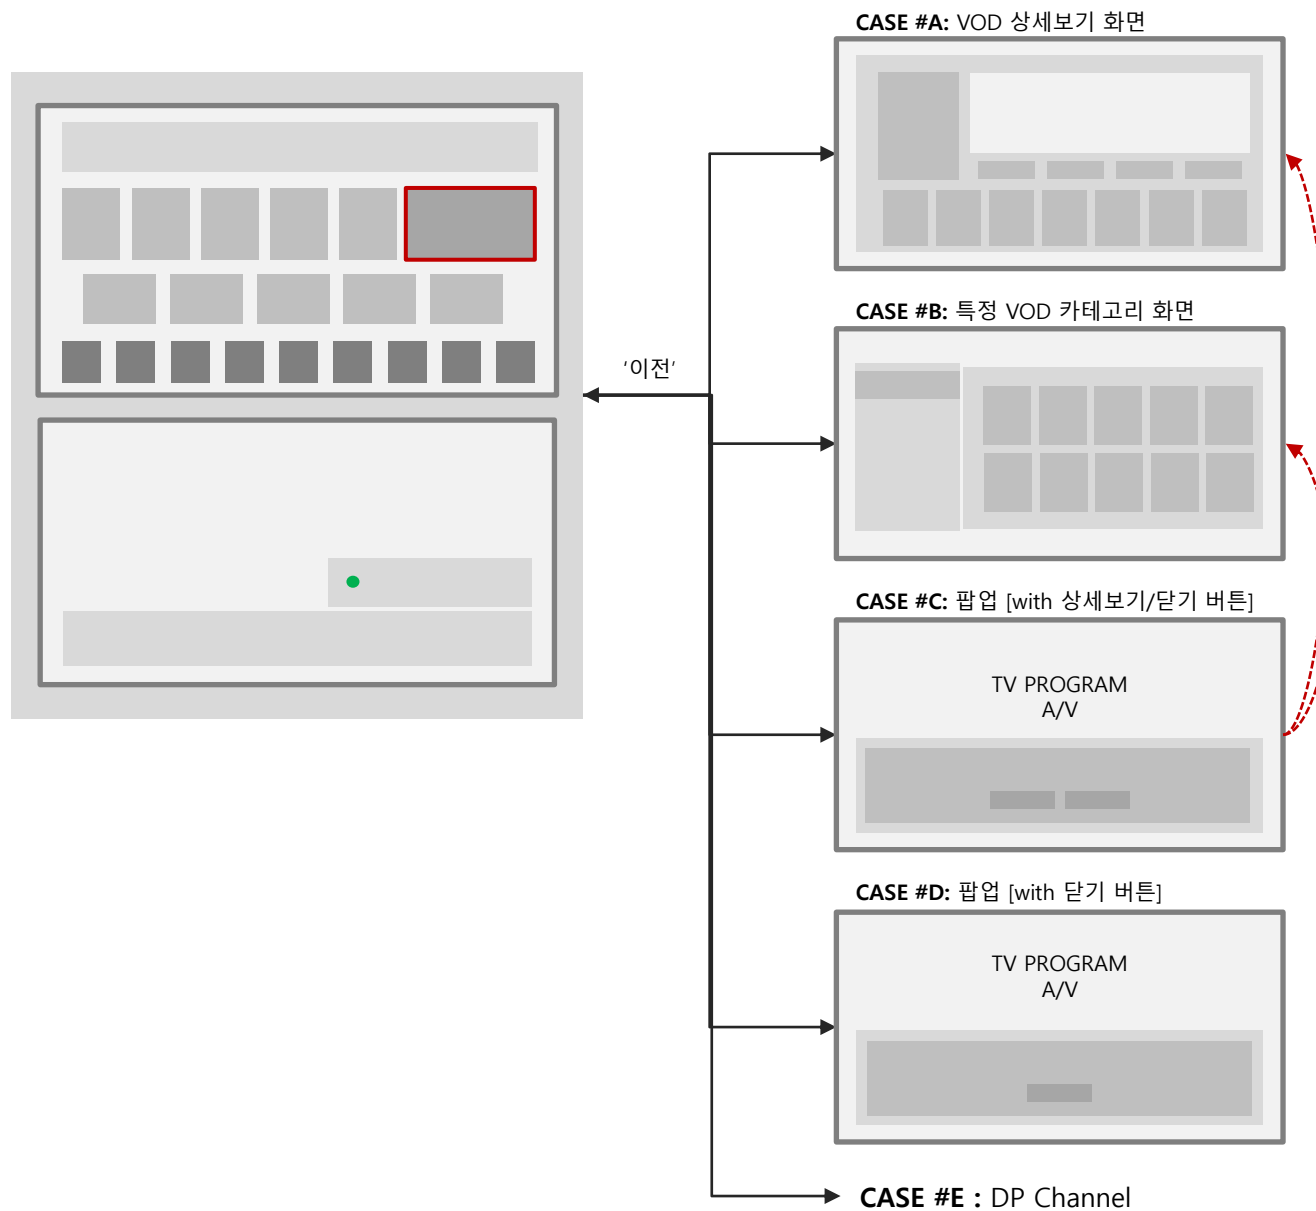 CASE #A: VOD 상세보기 화면
CASE #B: 특정 VOD 카테고리 화면
‘이전’
CASE #C: 팝업 [with 상세보기/닫기 버튼]
TV PROGRAM
A/V
CASE #D: 팝업 [with 닫기 버튼]
TV PROGRAM
A/V
CASE #E : DP Channel